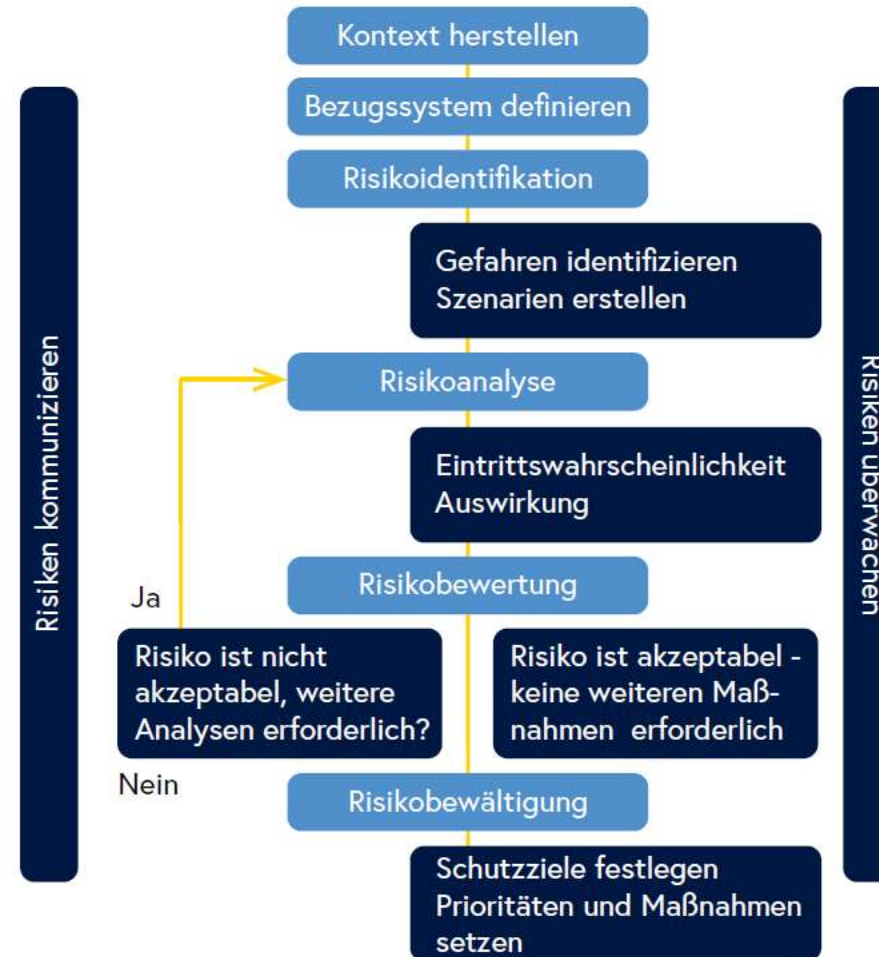 Kontext herstellen
Bezugssystem definieren
Risikoidentifikation
Gefahren identifizieren
Szenarien erstellen
Risikoanalyse
Eintrittswahrscheinlichkeit
Auswirkung
Risikobewertung
Ja
Risiko ist nicht
akzeptabel, weitere
Analysen erforderlich?
Nein
Risiko ist akzeptabel -
keine weiteren Maß-
nahmen erforderlich
Risikobewältigung
Schutzziele festlegen
Prioritäten und Maßnahmen
setzen
Risiken kommunizieren
Risiken überwachen